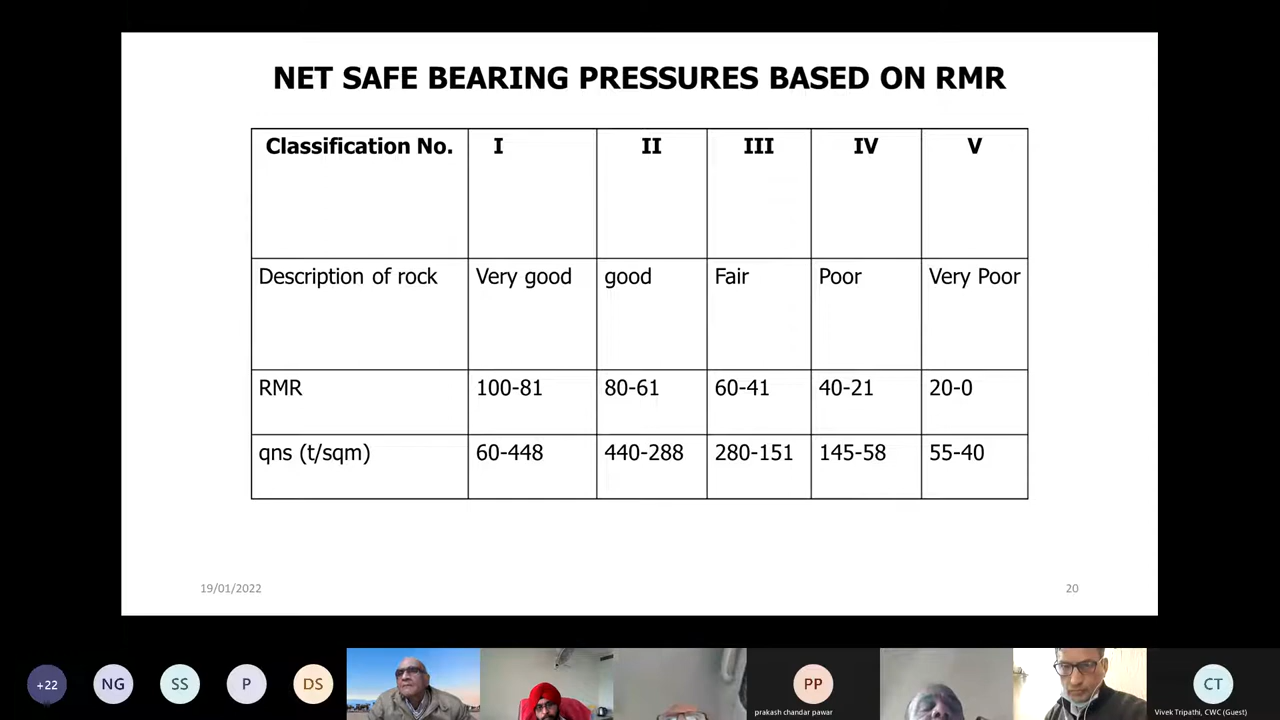 NET SAFE BEARING PRESSURES BASED ON RMR
Classification No. I II III IV V
Description of rock Very good good Fair Poor Very Poor
RMR 100-81 80-61 60-41 40-21 20-0
qns (t/sqm) 60-448 440-288 280-151 145-58 55-40
19/01/2022 20
+22 NG SS P DS PP CT
prakash chandar pawar Vivek Tripathi, CWC (Guest)